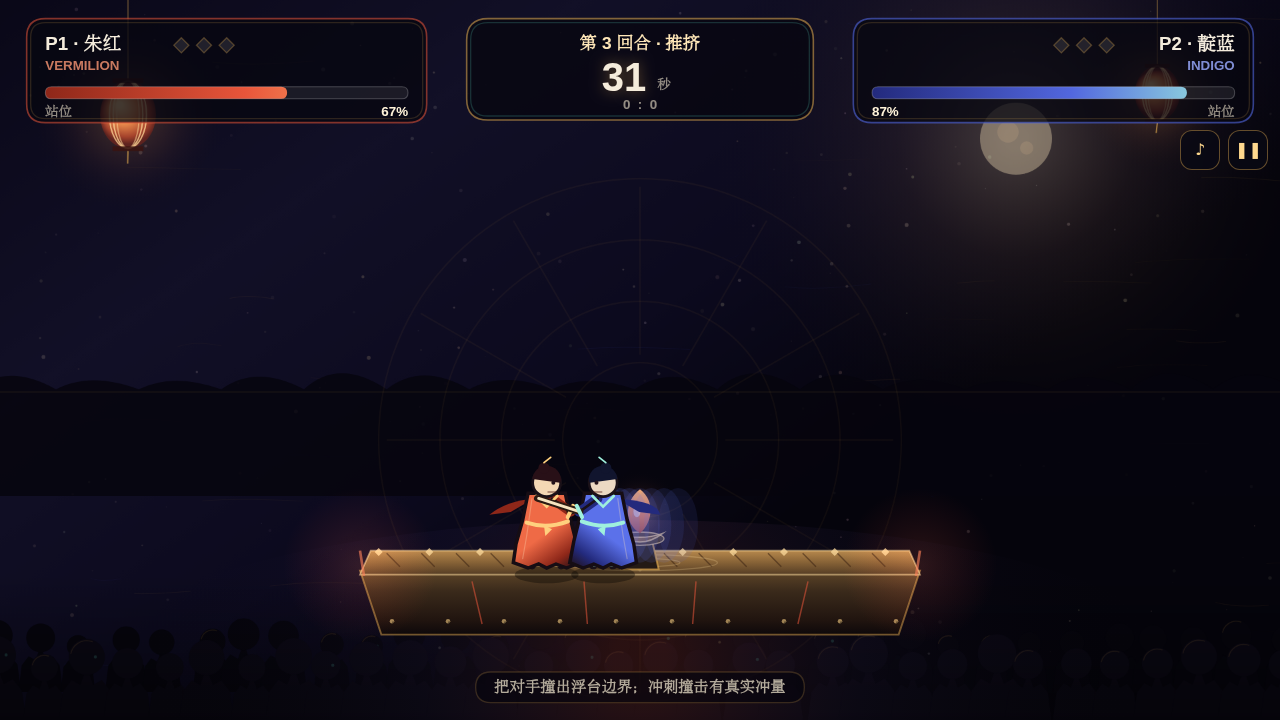 P1 · 朱红
VERMILION
站位
67%
第 3 回合 · 推挤
31 秒
0 : 0
P2 · 靛蓝
INDIGO
87%
站位
把对手撞出浮台边界；冲刺撞击有真实冲量